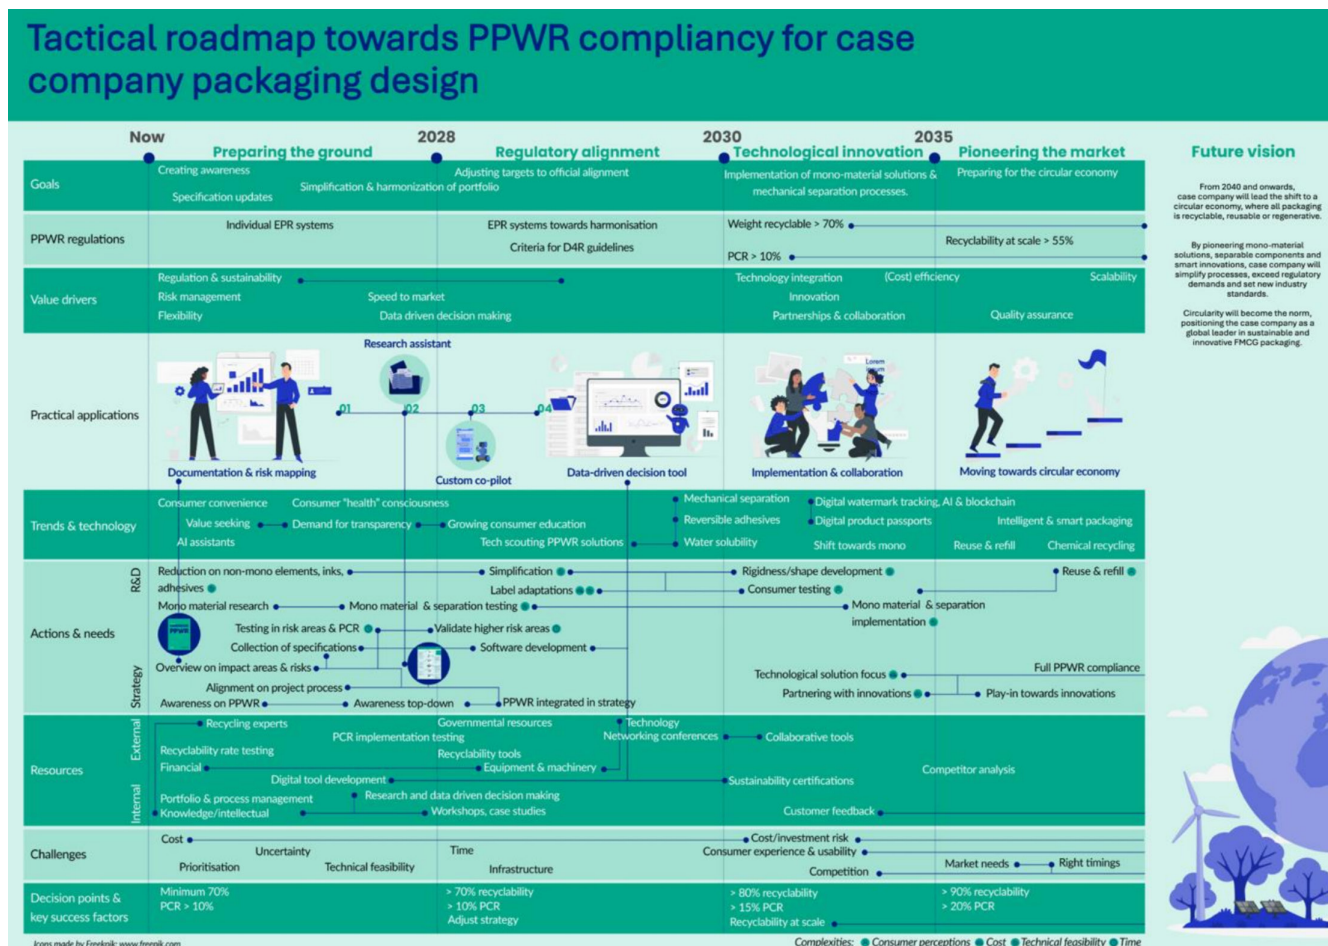 Tactical roadmap towards PPWR compliancy for case
company packaging design
Now
2028
2030
2035
Preparing the ground
Regulatory alignment
Technological innovation
Pioneering the market
Future vision
Goals
Creating awareness
Specification updates
Simplification & harmonization of portfolio
Adjusting targets to official alignment
Implementation of mono-material solutions &
mechanical separation processes.
Preparing for the circular economy
PPWR regulations
Individual EPR systems
EPR systems towards harmonisation
Criteria for D4R guidelines
Weight recyclable > 70%
PCR > 10%
Recyclability at scale > 55%
Value drivers
Regulation & sustainability
Risk management
Flexibility
Speed to market
Data driven decision making
Technology integration
Innovation
Partnerships & collaboration
(Cost) efficiency
Quality assurance
Scalability
Practical applications
Research assistant
01
02
03
04
Lorem
Documentation & risk mapping
Custom co-pilot
Data-driven decision tool
Implementation & collaboration
Moving towards circular economy
Trends & technology
Consumer convenience
Consumer "health" consciousness
Value seeking
Demand for transparency
Growing consumer education
AI assistants
Tech scouting PPWR solutions
Mechanical separation
Reversible adhesives
Water solubility
Digital watermark tracking, AI & blockchain
Digital product passports
Shift towards mono
Intelligent & smart packaging
Reuse & refill
Chemical recycling
Actions & needs
R&D
Strategy
Reduction on non-mono elements, inks,
adhesives
Simplification
Label adaptations
Rigidness/shape development
Consumer testing
Reuse & refill
Mono material research
Mono material & separation testing
Mono material & separation
implementation
PPWR
Testing in risk areas & PCR
Validate higher risk areas
Collection of specifications
Software development
Overview on impact areas & risks
Alignment on project process
Awareness on PPWR
Awareness top-down
PPWR integrated in strategy
Technological solution focus
Partnering with innovations
Full PPWR compliance
Play-in towards innovations
Resources
External
Internal
Recycling experts
Governmental resources
Technology
PCR implementation testing
Networking conferences
Collaborative tools
Recyclability rate testing
Recyclability tools
Financial
Equipment & machinery
Digital tool development
Sustainability certifications
Competitor analysis
Portfolio & process management
Research and data driven decision making
Knowledge/intellectual
Workshops, case studies
Customer feedback
Challenges
Cost
Uncertainty
Prioritisation
Technical feasibility
Time
Infrastructure
Cost/investment risk
Consumer experience & usability
Competition
Market needs
Right timings
Decision points &
key success factors
Minimum 70%
PCR > 10%
> 70% recyclability
> 10% PCR
Adjust strategy
> 80% recyclability
> 15% PCR
Recyclability at scale
> 90% recyclability
> 20% PCR
From 2040 and onwards,
case company will lead the shift to a
circular economy, where all packaging
is recyclable, reusable or regenerative.
By pioneering mono-material
solutions, separable components and
smart innovations, case company will
simplify processes, exceed regulatory
demands and set new industry
standards.
Circularity will become the norm,
positioning the case company as a
global leader in sustainable and
innovative FMCG packaging.
Icons made by Freepik: www.freepik.com
Complexities: Consumer perceptions Cost Technical feasibility Time